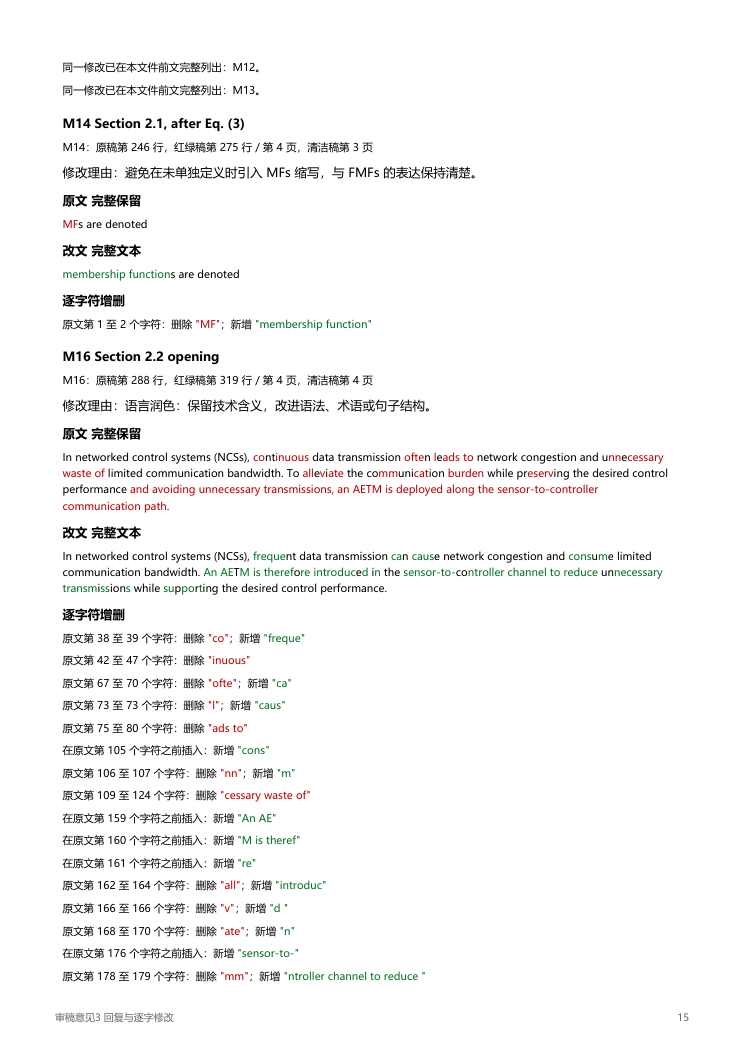 同一修改已在本文件前文完整列出：M12。
同一修改已在本文件前文完整列出：M13。
M14 Section 2.1, after Eq. (3)
M14：原稿第 246 行，红绿稿第 275 行 / 第 4 页，清洁稿第 3 页
修改理由：避免在未单独定义时引入 MFs 缩写，与 FMFs 的表达保持清楚。
原文 完整保留
MFs are denoted
改文 完整文本
membership functions are denoted
逐字符增删
原文第 1 至 2 个字符：删除 "MF"；新增 "membership function"
M16 Section 2.2 opening
M16：原稿第 288 行，红绿稿第 319 行 / 第 4 页，清洁稿第 4 页
修改理由：语言润色：保留技术含义，改进语法、术语或句子结构。
原文 完整保留
In networked control systems (NCSs), continuous data transmission often leads to network congestion and unnecessary
waste of limited communication bandwidth. To alleviate the communication burden while preserving the desired control
performance and avoiding unnecessary transmissions, an AETM is deployed along the sensor-to-controller
communication path.
改文 完整文本
In networked control systems (NCSs), frequent data transmission can cause network congestion and consume limited
communication bandwidth. An AETM is therefore introduced in the sensor-to-controller channel to reduce unnecessary
transmissions while supporting the desired control performance.
逐字符增删
原文第 38 至 39 个字符：删除 "co"；新增 "freque"
原文第 42 至 47 个字符：删除 "inuous"
原文第 67 至 70 个字符：删除 "ofte"；新增 "ca"
原文第 73 至 73 个字符：删除 "l"；新增 "caus"
原文第 75 至 80 个字符：删除 "ads to"
在原文第 105 个字符之前插入：新增 "cons"
原文第 106 至 107 个字符：删除 "nn"；新增 "m"
原文第 109 至 124 个字符：删除 "cessary waste of"
在原文第 159 个字符之前插入：新增 "An AE"
在原文第 160 个字符之前插入：新增 "M is theref"
在原文第 161 个字符之前插入：新增 "re"
原文第 162 至 164 个字符：删除 "all"；新增 "introduc"
原文第 166 至 166 个字符：删除 "v"；新增 "d "
原文第 168 至 170 个字符：删除 "ate"；新增 "n"
在原文第 176 个字符之前插入：新增 "sensor-to-"
原文第 178 至 179 个字符：删除 "mm"；新增 "ntroller channel to reduce "
审稿意见3 回复与逐字修改
15